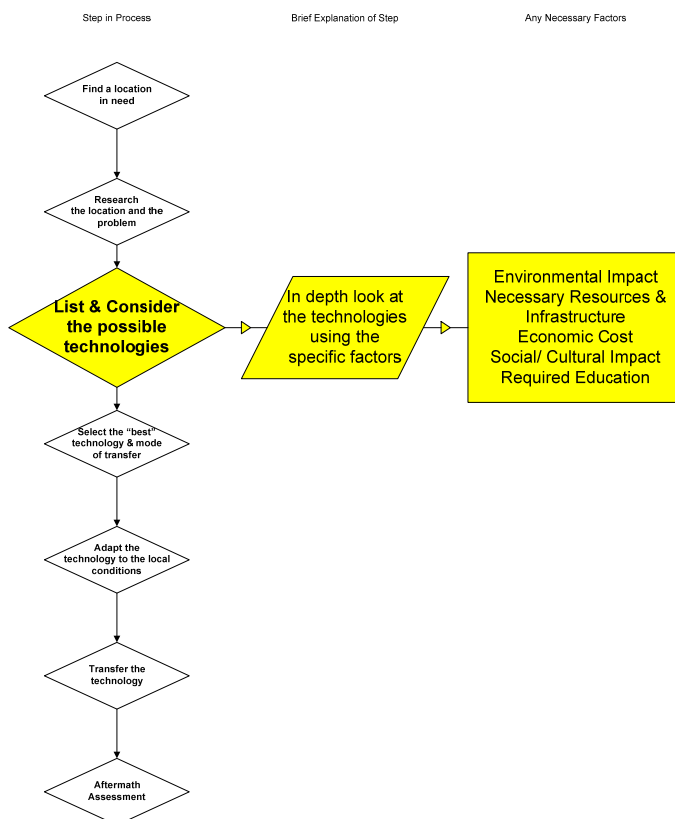 Step in Process
Brief Explanation of Step
Any Necessary Factors
Find a location
in need
Research
the location and the
problem
List & Consider
the possible
technologies
In depth look at
the technologies
using the
specific factors
Environmental Impact
Necessary Resources &
Infrastructure
Economic Cost
Social/ Cultural Impact
Required Education
Select the “best”
technology & mode
of transfer
Adapt the
technology to the local
conditions
Transfer the
technology
Aftermath
Assessment